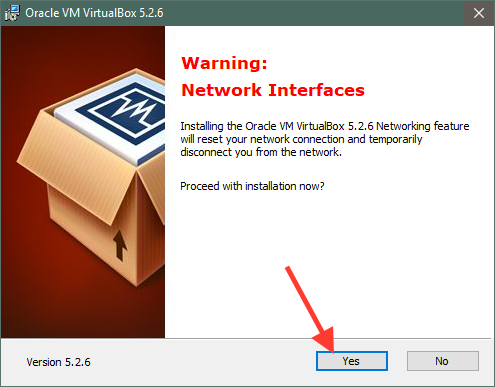 Oracle VM VirtualBox 5.2.6
Warning:
Network Interfaces
Installing the Oracle VM VirtualBox 5.2.6 Networking feature
will reset your network connection and temporarily
disconnect you from the network.
Proceed with installation now?
Version 5.2.6
Yes
No